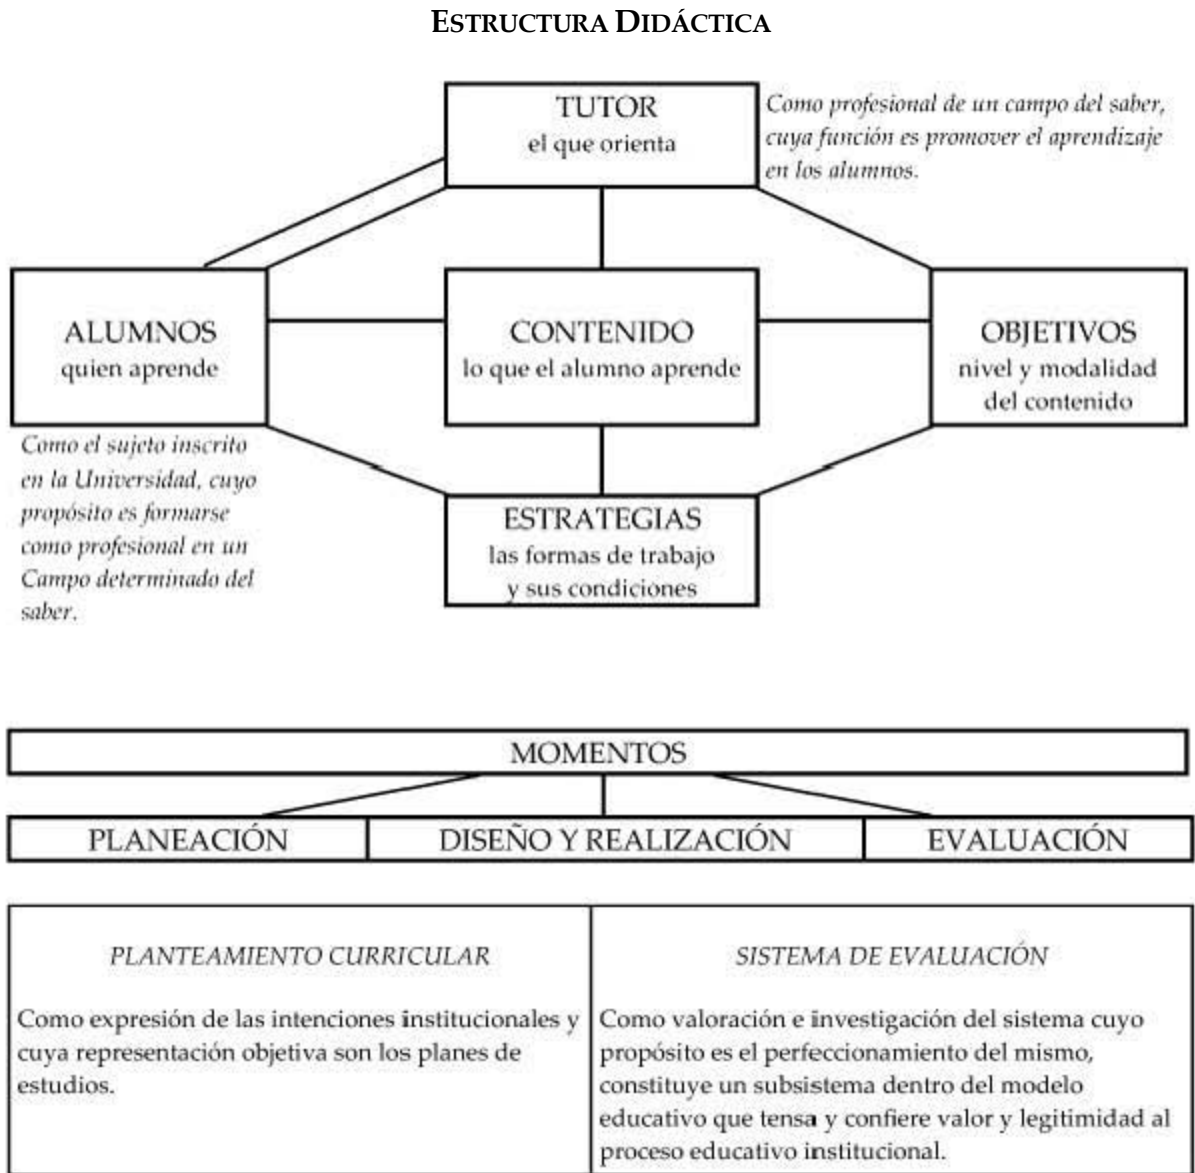 ESTRUCTURA DIDÁCTICA
TUTOR
el que orienta
Como profesional de un campo del saber,
cuya función es promover el aprendizaje
en los alumnos.
ALUMNOS
quien aprende
CONTENIDO
lo que el alumno aprende
OBJETIVOS
nivel y modalidad
del contenido
Como el sujeto inscrito
en la Universidad, cuyo
propósito es formarse
como profesional en un
Campo determinado del
saber.
ESTRATEGIAS
las formas de trabajo
y sus condiciones
MOMENTOS
PLANEACIÓN
DISEÑO Y REALIZACIÓN
EVALUACIÓN
PLANTEAMIENTO CURRICULAR
Como expresión de las intenciones institucionales y
cuya representación objetiva son los planes de
estudios.
SISTEMA DE EVALUACIÓN
Como valoración e investigación del sistema cuyo
propósito es el perfeccionamiento del mismo,
constituye un subsistema dentro del modelo
educativo que tensa y confiere valor y legitimidad al
proceso educativo institucional.